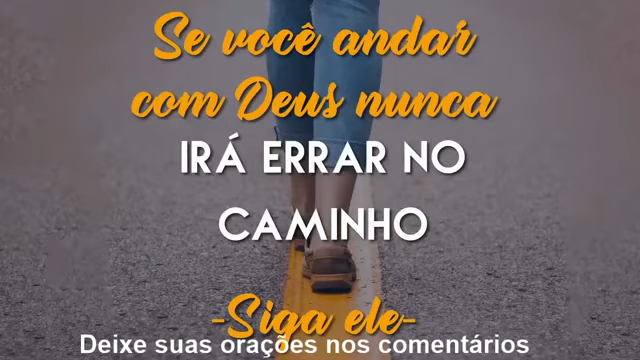 Se você andar
com Deus nunca
IRÁ ERRAR NO
CAMINHO
-Siga ele-
Deixe suas orações nos comentários